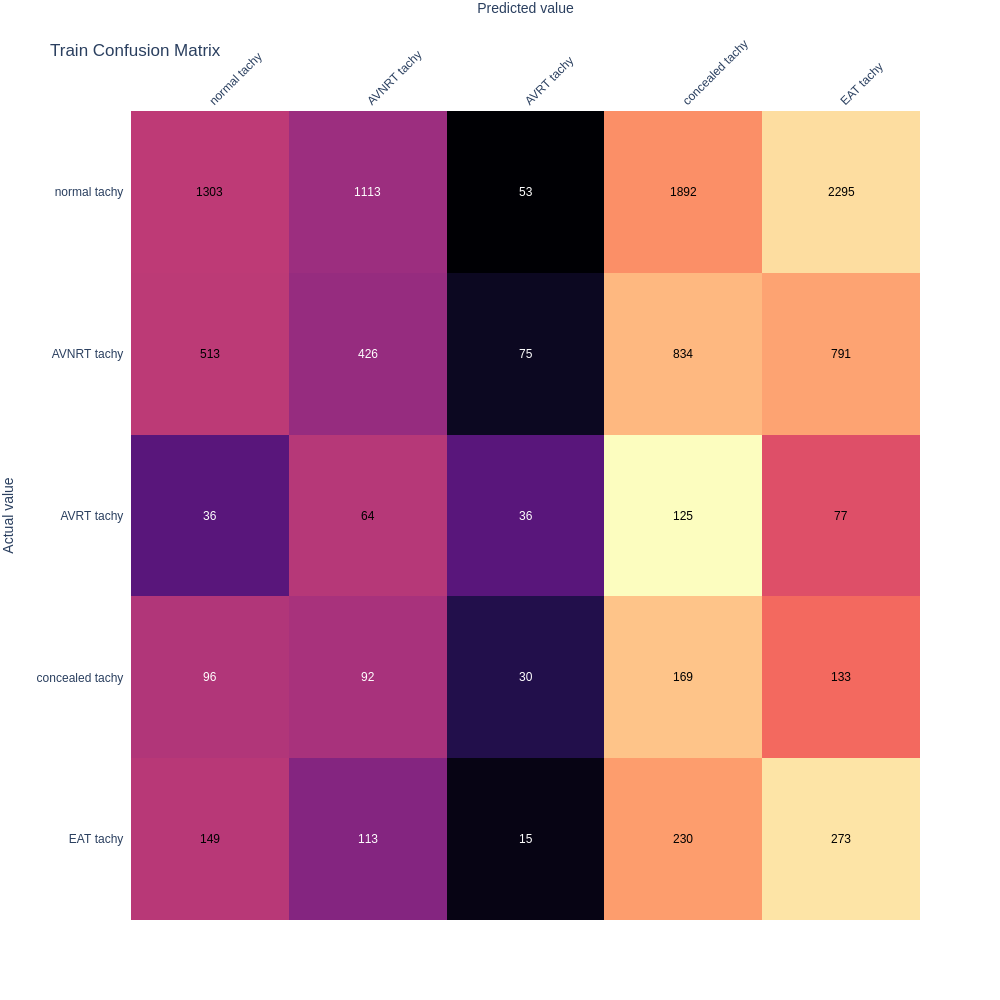 Predicted value
Train Confusion Matrix
normal tachy
AVNRT tachy
AVRT tachy
concealed tachy
EAT tachy
normal tachy 1303 1113 53 1892 2295
AVNRT tachy 513 426 75 834 791
AVRT tachy 36 64 36 125 77
concealed tachy 96 92 30 169 133
EAT tachy 149 113 15 230 273
Actual value